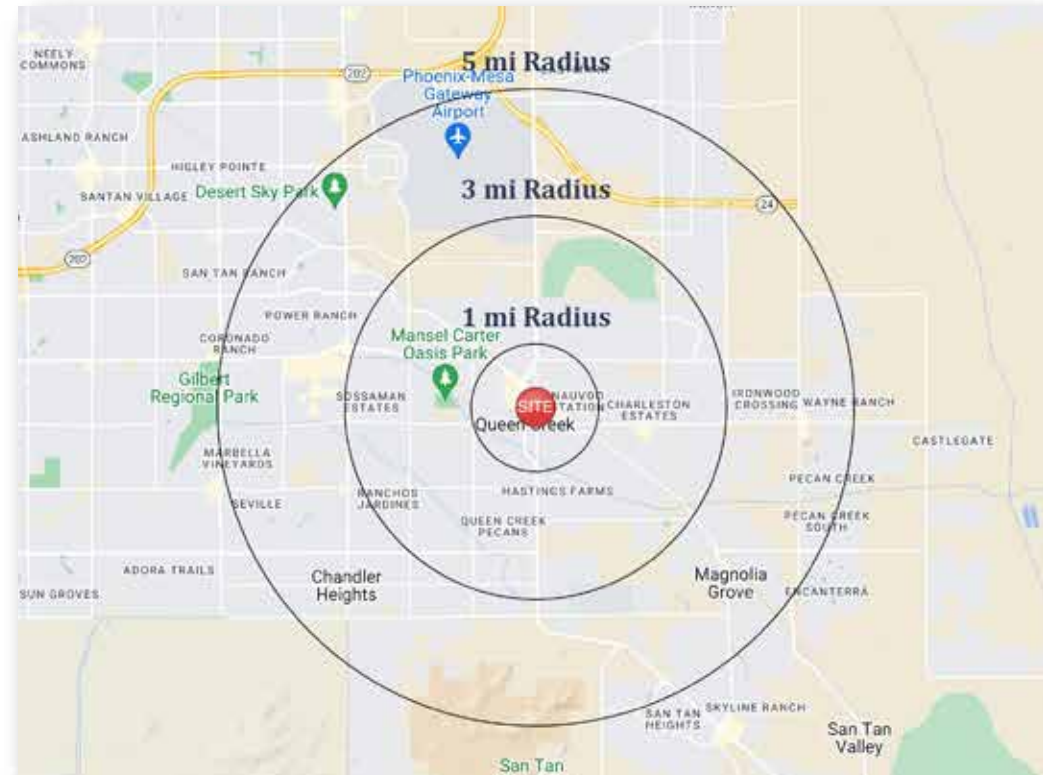 5 mi Radius
NEELY
COMMONS
202
Phoenix-Mesa
Gateway
Airport
ASHLAND RANCH
HIGLEY POINTE
SANTAN VILLAGE
Desert Sky Park
3 mi Radius
24
202
SAN TAN RANCH
POWER RANCH
1 mi Radius
CORONADO
RANCH
Mansel Carter
Oasis Park
Gilbert
Regional Park
SOSSAMAN
ESTATES
SITE
NAUVOO
STATION
CHARLESTON
ESTATES
IRONWOOD
CROSSING
WAYNE RANCH
Queen Creek
CASTLEGATE
MARBELLA
VINEYARDS
PECAN CREEK
SEVILLE
RANCHOS
JARDINES
HASTINGS FARMS
QUEEN CREEK
PECANS
PECAN CREEK
SOUTH
ADORA TRAILS
Chandler
Heights
Magnolia
Grove
SUN GROVES
ENCANTERRA
SAN TAN
HEIGHTS
SKYLINE RANCH
San Tan
Valley
San Tan